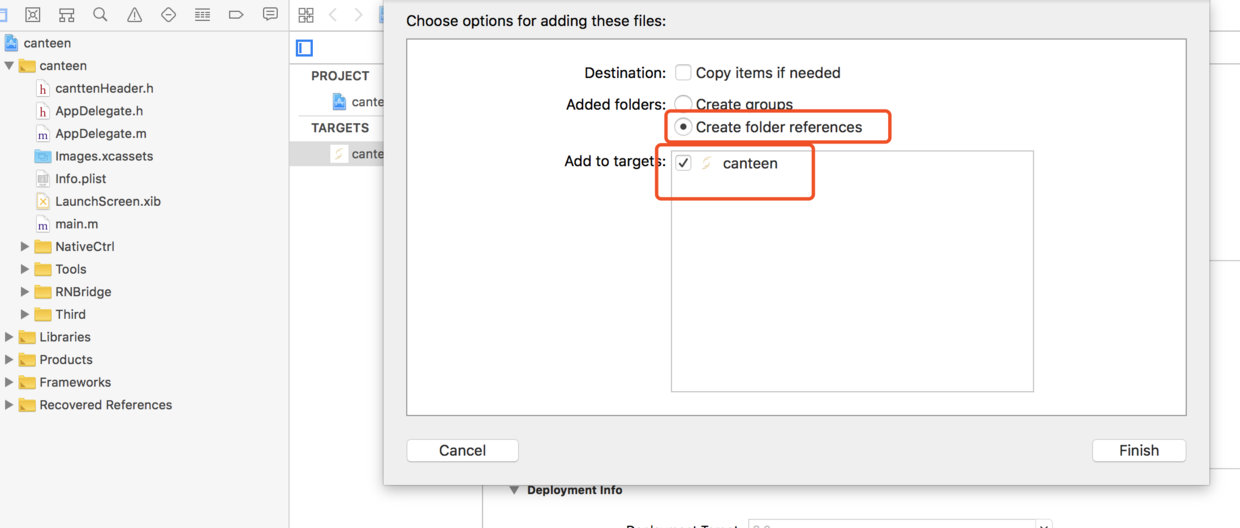 Choose options for adding these files:
Destination: Copy items if needed
Added folders: Create groups
Create folder references
Add to targets: canteen
Cancel
Finish
canteen
canteen
canttenHeader.h
AppDelegate.h
AppDelegate.m
Images.xcassets
Info.plist
LaunchScreen.xib
main.m
NativeCtrl
Tools
RNBridge
Third
Libraries
Products
Frameworks
Recovered References
PROJECT
cante
TARGETS
cante
Deployment Info
Deployment Target